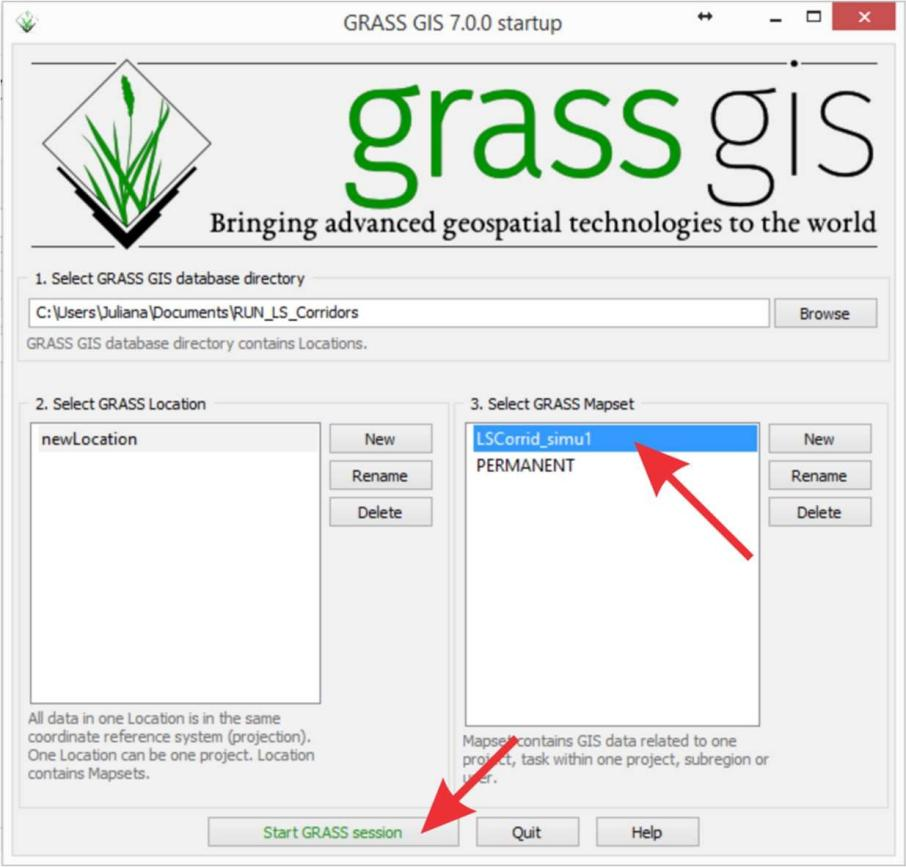 GRASS GIS 7.0.0 startup
grass gis
Bringing advanced geospatial technologies to the world
1. Select GRASS GIS database directory
C:\Users\Juliana\Documents\RUN_LS_Corridors
Browse
GRASS GIS database directory contains Locations.
2. Select GRASS Location
newLocation
New
Rename
Delete
All data in one Location is in the same
coordinate reference system (projection).
One Location can be one project. Location
contains Mapsets.
3. Select GRASS Mapset
LSCorrid_simu1
PERMANENT
New
Rename
Delete
Mapset contains GIS data related to one
project, task within one project, subregion or
user.
Start GRASS session
Quit
Help